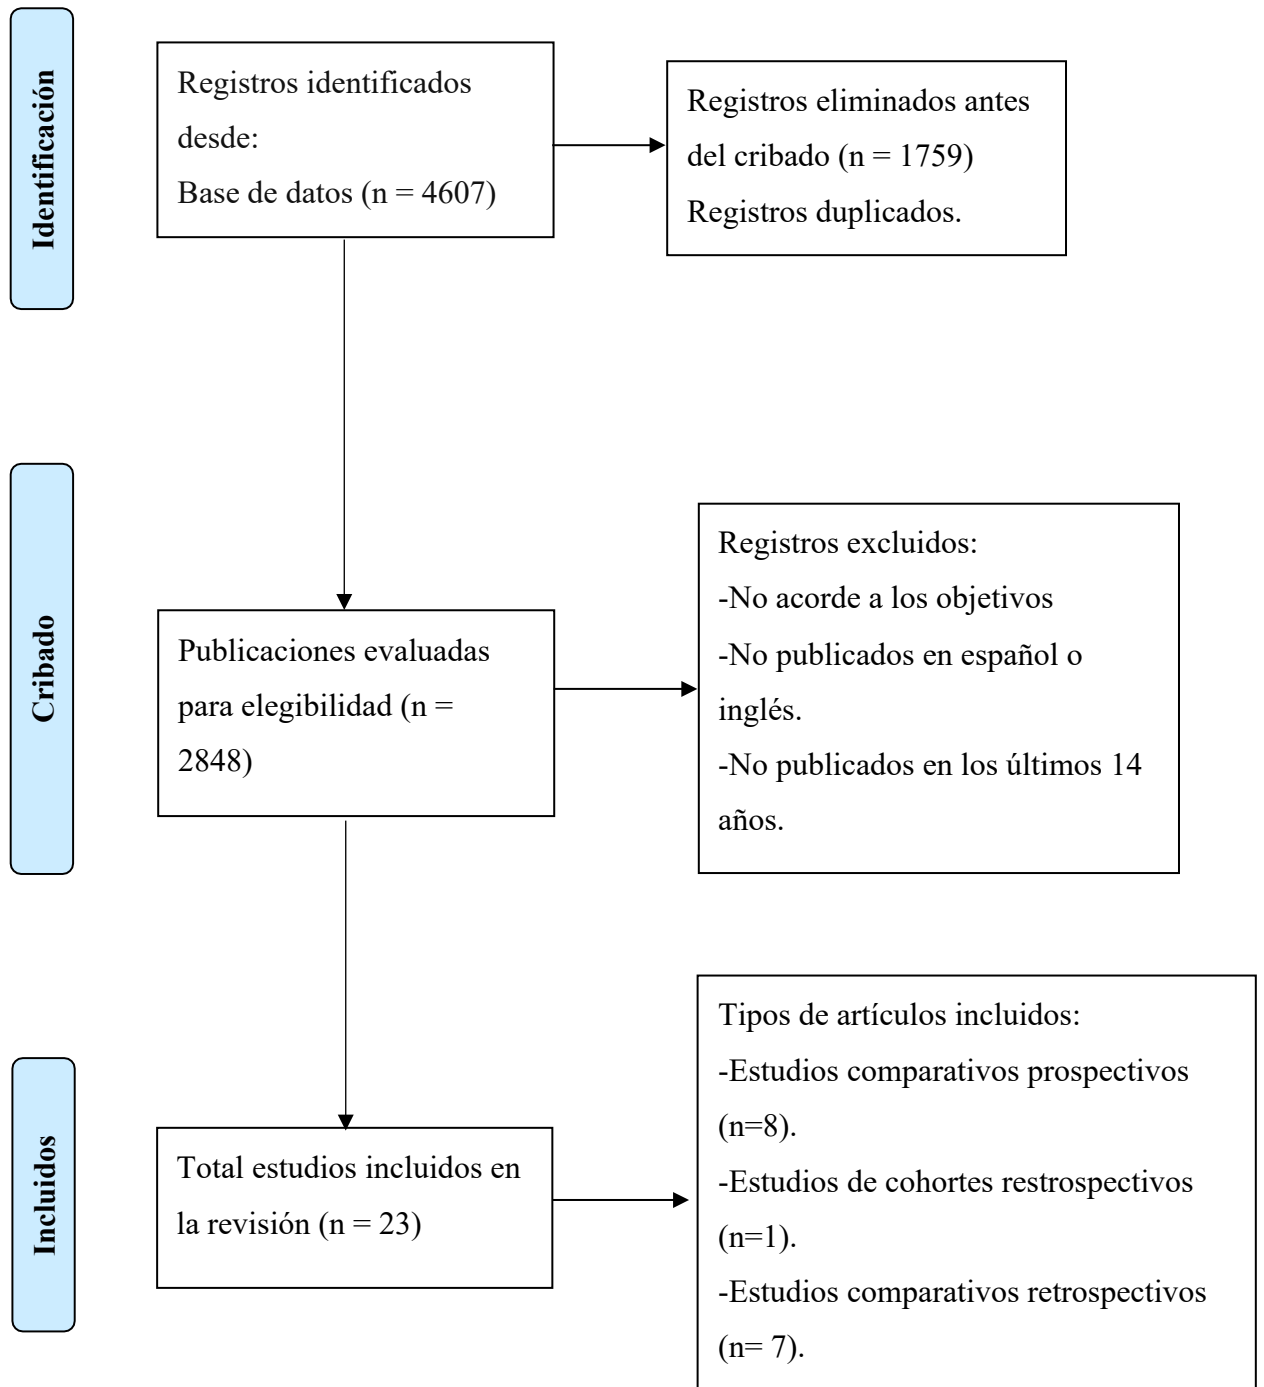 Identificación
Registros identificados
desde:
Base de datos (n = 4607)
Registros eliminados antes
del cribado (n = 1759)
Registros duplicados.
Cribado
Publicaciones evaluadas
para elegibilidad (n =
2848)
Registros excluidos:
-No acorde a los objetivos
-No publicados en español o
inglés.
-No publicados en los últimos 14
años.
Incluidos
Total estudios incluidos en
la revisión (n = 23)
Tipos de artículos incluidos:
-Estudios comparativos prospectivos
(n=8).
-Estudios de cohortes restrospectivos
(n=1).
-Estudios comparativos retrospectivos
(n= 7).